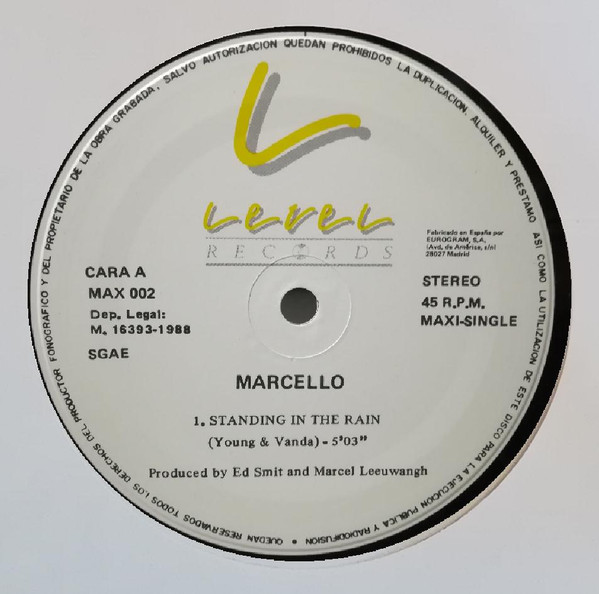 QUEDAN RESERVADOS TODOS LOS DERECHOS DEL PRODUCTOR FONOGRAFICO Y DEL PROPIETARIO DE LA OBRA GRABADA. SALVO AUTORIZACION QUEDAN PROHIBIDOS LA DUPLICACION, ALQUILER Y PRESTAMO ASI COMO LA UTILIZACION DE ESTE DISCO PARA LA EJECUCION PUBLICA Y RADIODIFUSION •
Level
RECORDS
CARA A
MAX 002
Dep. Legal:
M. 16393-1988
SGAE
Fabricado en España por
EUROGRAM, S.A.
(Avd. de América, s/n)
28027 Madrid
STEREO
45 R.P.M.
MAXI-SINGLE
MARCELLO
1. STANDING IN THE RAIN
(Young & Vanda) - 5'03"
Produced by Ed Smit and Marcel Leeuwangh